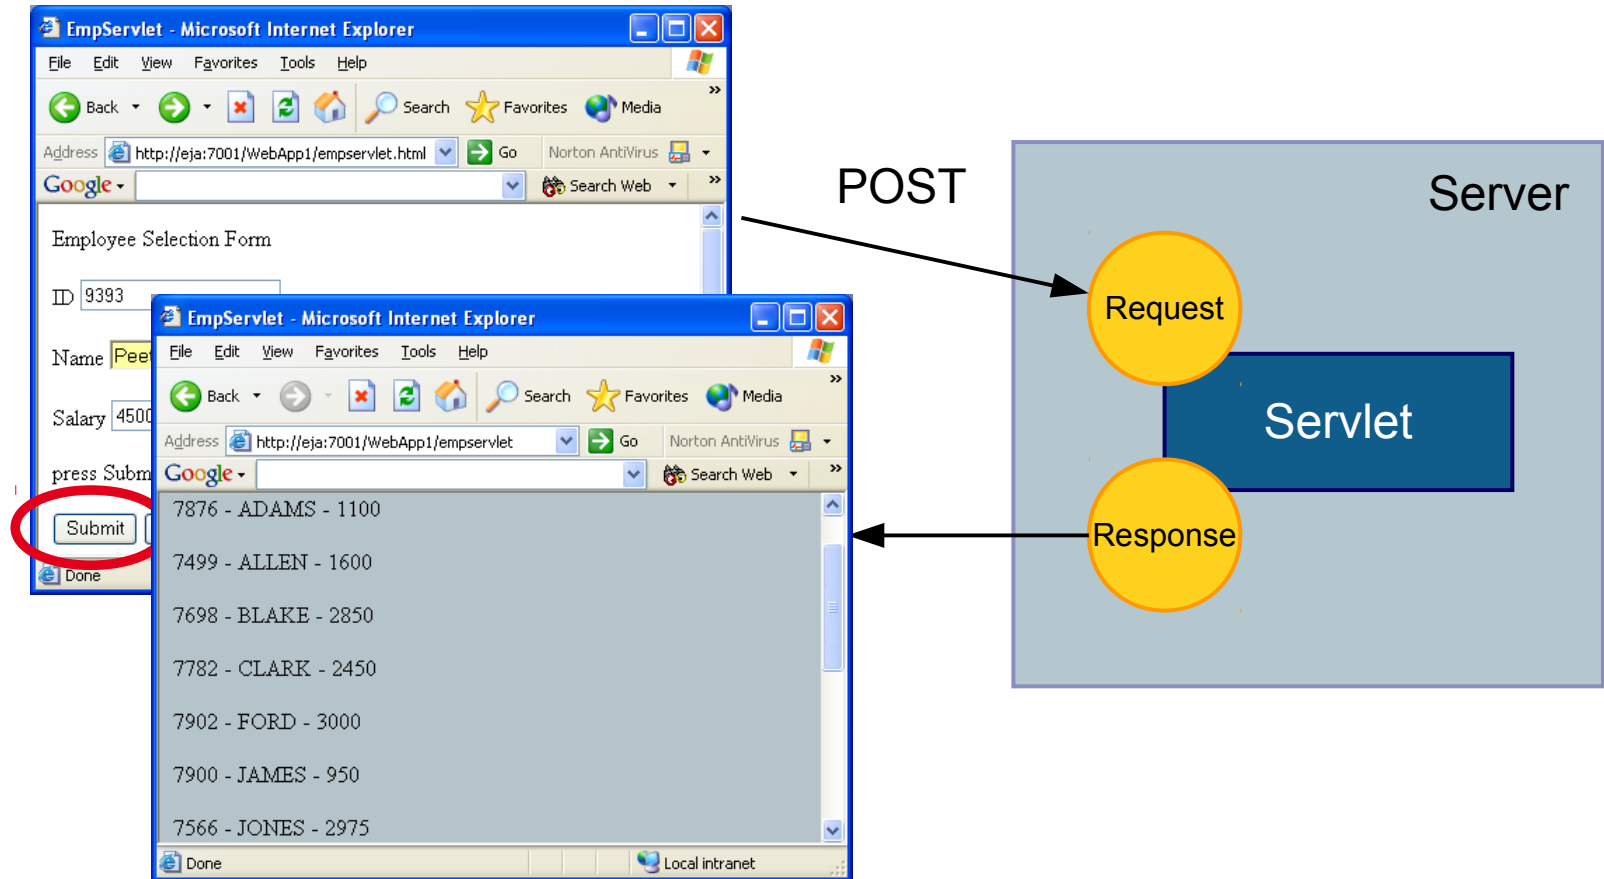 EmpServlet - Microsoft Internet Explorer
File Edit View Favorites Tools Help
Back Search Favorites Media »
Address http://eja:7001/WebApp1/empservlet.html Go Norton AntiVirus
Google Search Web »
Employee Selection Form
ID 9393
Name Peet
Salary 4500
press Subm
Submit
Done
EmpServlet - Microsoft Internet Explorer
File Edit View Favorites Tools Help
Back Search Favorites Media »
Address http://eja:7001/WebApp1/empservlet Go Norton AntiVirus
Google Search Web »
7876 - ADAMS - 1100
7499 - ALLEN - 1600
7698 - BLAKE - 2850
7782 - CLARK - 2450
7902 - FORD - 3000
7900 - JAMES - 950
7566 - JONES - 2975
Done Local intranet
POST
Server
Request
Servlet
Response